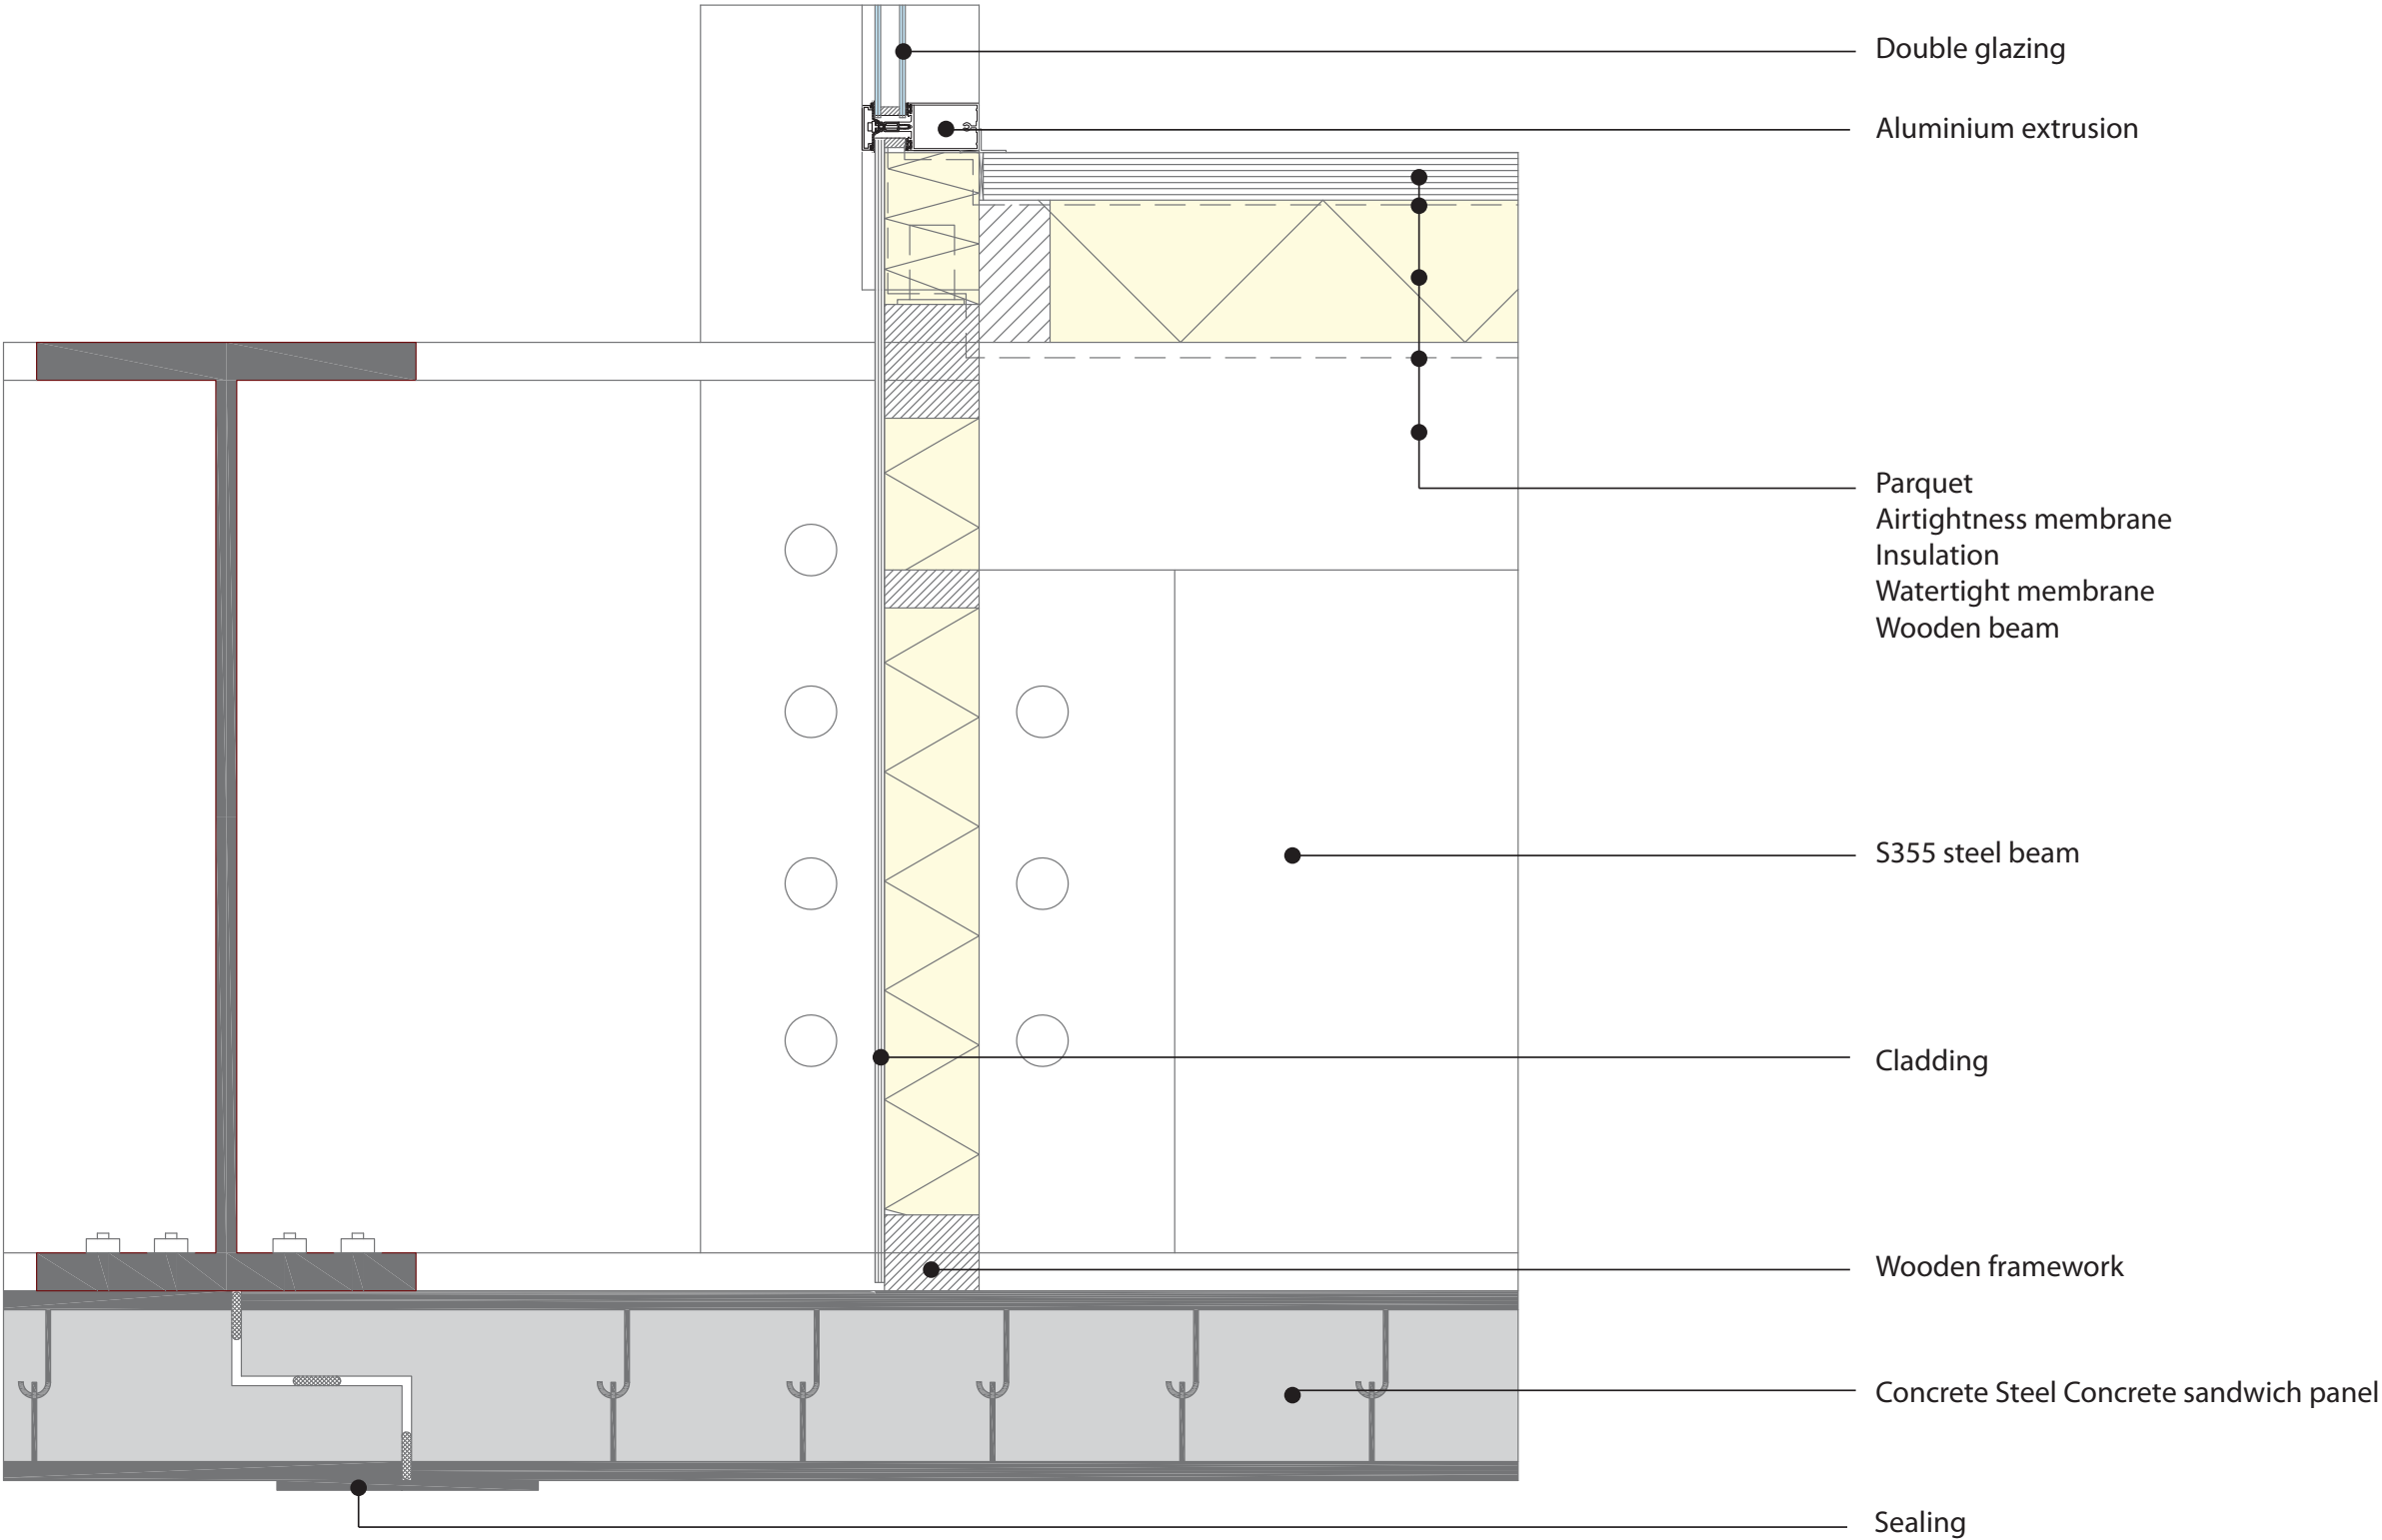 Double glazing
Aluminium extrusion
Parquet
Airtightness membrane
Insulation
Watertight membrane
Wooden beam
S355 steel beam
Cladding
Wooden framework
Concrete Steel Concrete sandwich panel
Sealing